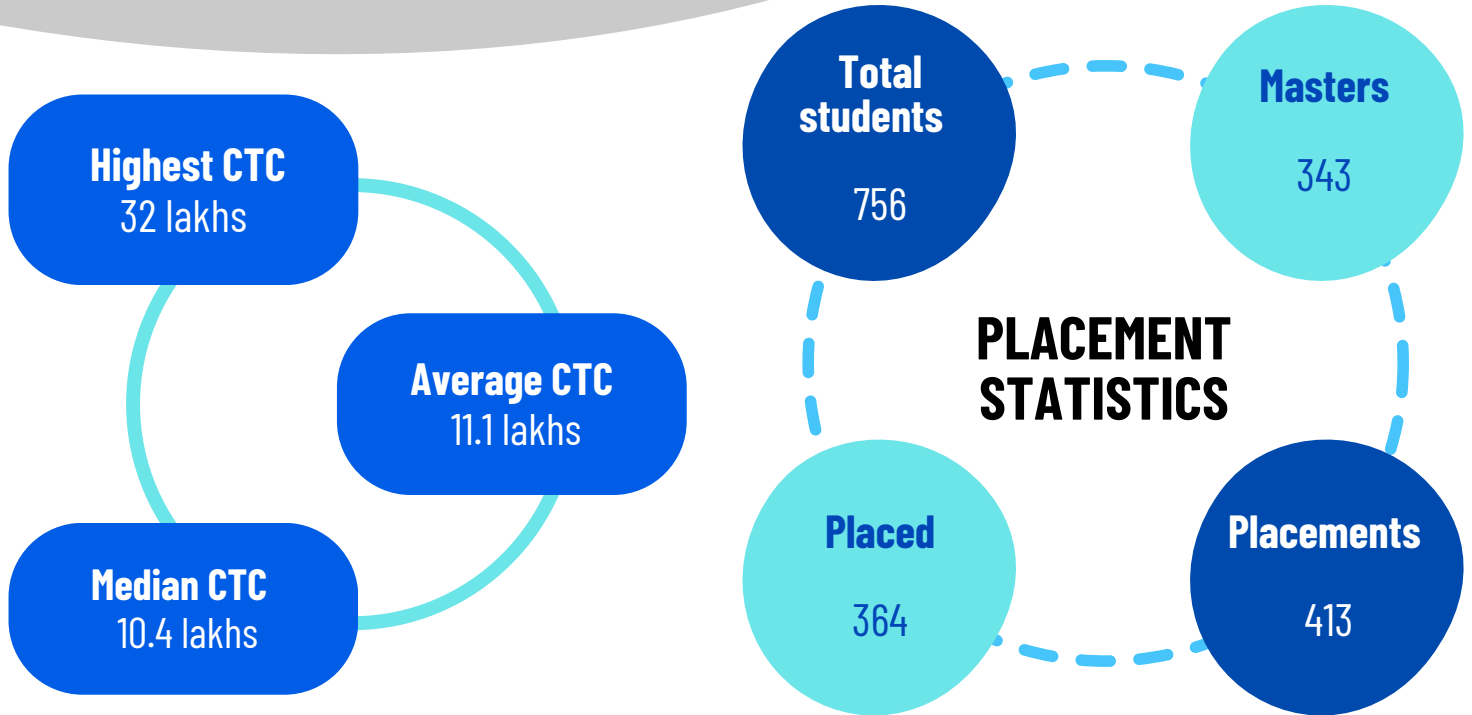 Highest CTC
32 lakhs
Average CTC
11.1 lakhs
Median CTC
10.4 lakhs
Total
students
756
Masters
343
PLACEMENT
STATISTICS
Placed
364
Placements
413